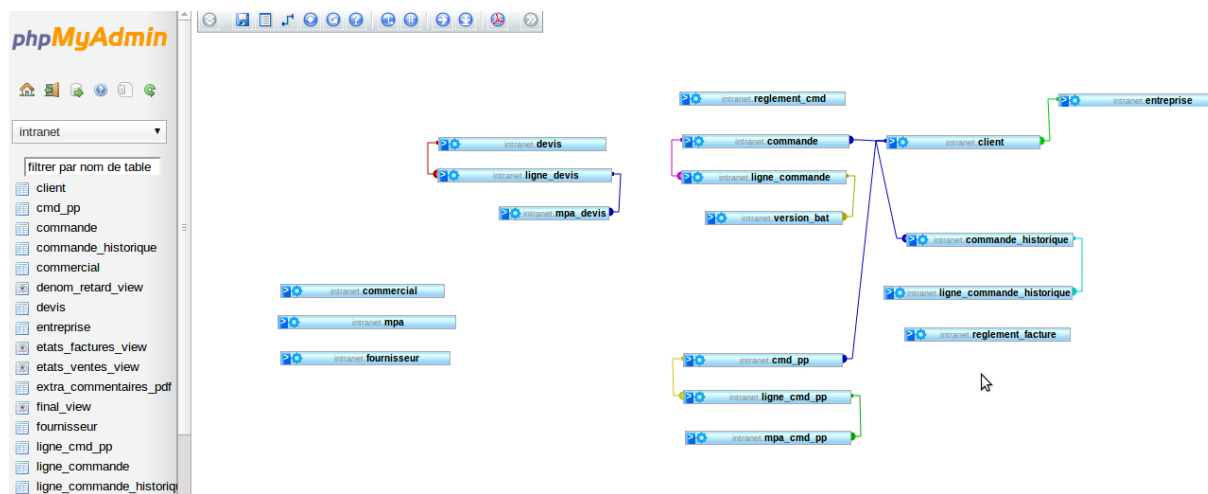 phpMyAdmin
intranet
filtrer par nom de table
client
cmd_pp
commande
commande_historique
commercial
denom_retard_view
devis
entreprise
etats_factures_view
etats_ventes_view
extra_commentaires_pdf
final_view
fournisseur
ligne_cmd_pp
ligne_commande
ligne_commande_historiqu
intranet.reglement_cmd
intranet.entreprise
intranet.devis
intranet.commande
intranet.client
intranet.ligne_devis
intranet.ligne_commande
intranet.mpa_devis
intranet.version_bat
intranet.commande_historique
intranet.commercial
intranet.ligne_commande_historique
intranet.mpa
intranet.reglement_facture
intranet.fournisseur
intranet.cmd_pp
intranet.ligne_cmd_pp
intranet.mpa_cmd_pp